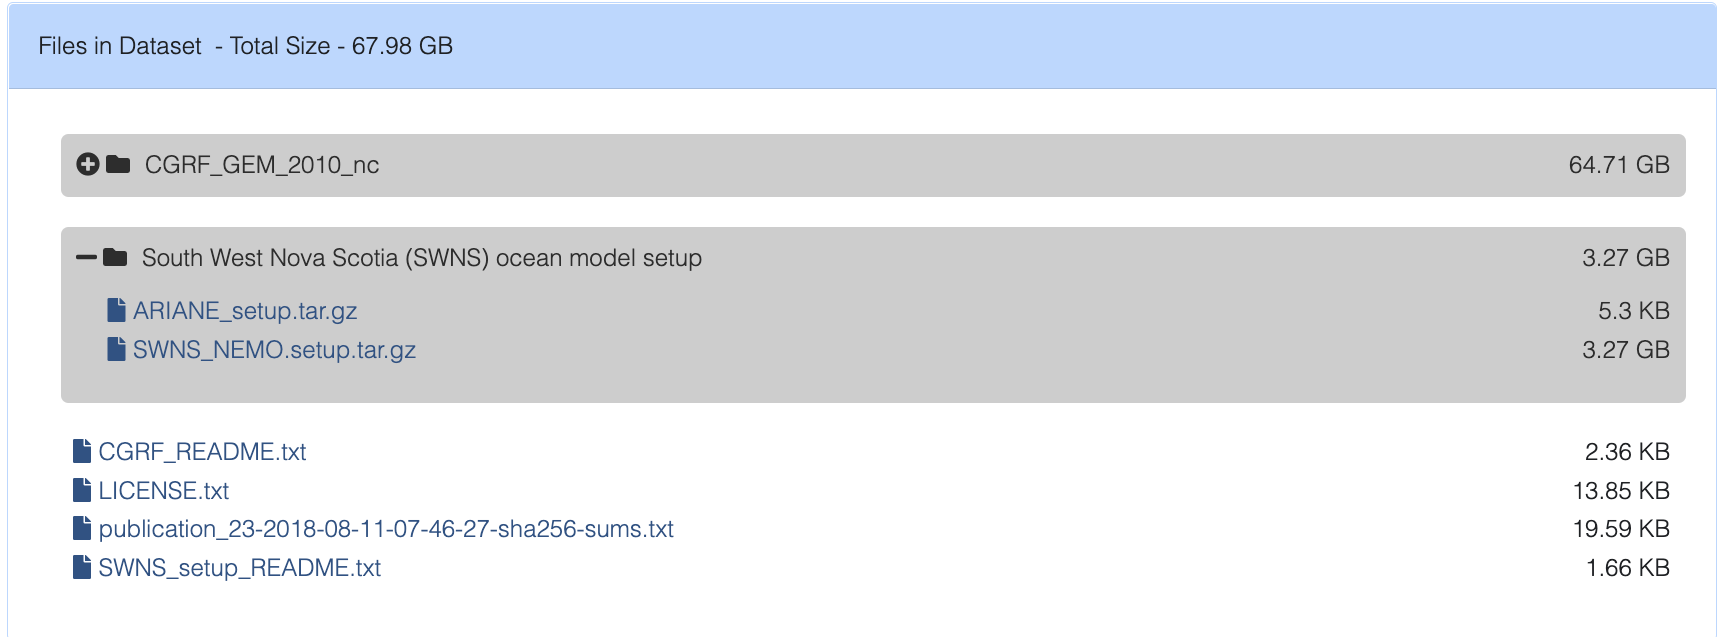 Files in Dataset - Total Size - 67.98 GB
CGRF_GEM_2010_nc 64.71 GB
South West Nova Scotia (SWNS) ocean model setup 3.27 GB
ARIANE_setup.tar.gz 5.3 KB
SWNS_NEMO.setup.tar.gz 3.27 GB
CGRF_README.txt 2.36 KB
LICENSE.txt 13.85 KB
publication_23-2018-08-11-07-46-27-sha256-sums.txt 19.59 KB
SWNS_setup_README.txt 1.66 KB